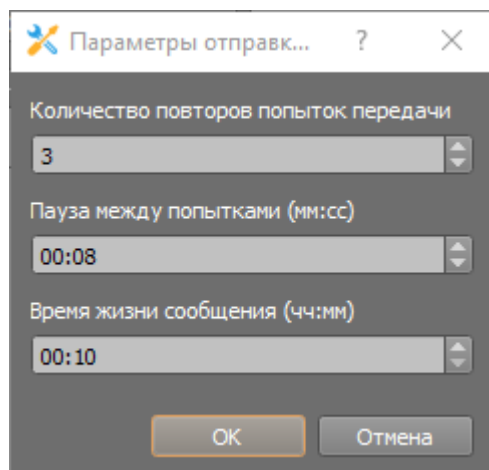 Параметры отправк...
Количество повторов попыток передачи
3
Пауза между попытками (мм:сс)
00:08
Время жизни сообщения (чч:мм)
00:10
OK Отмена